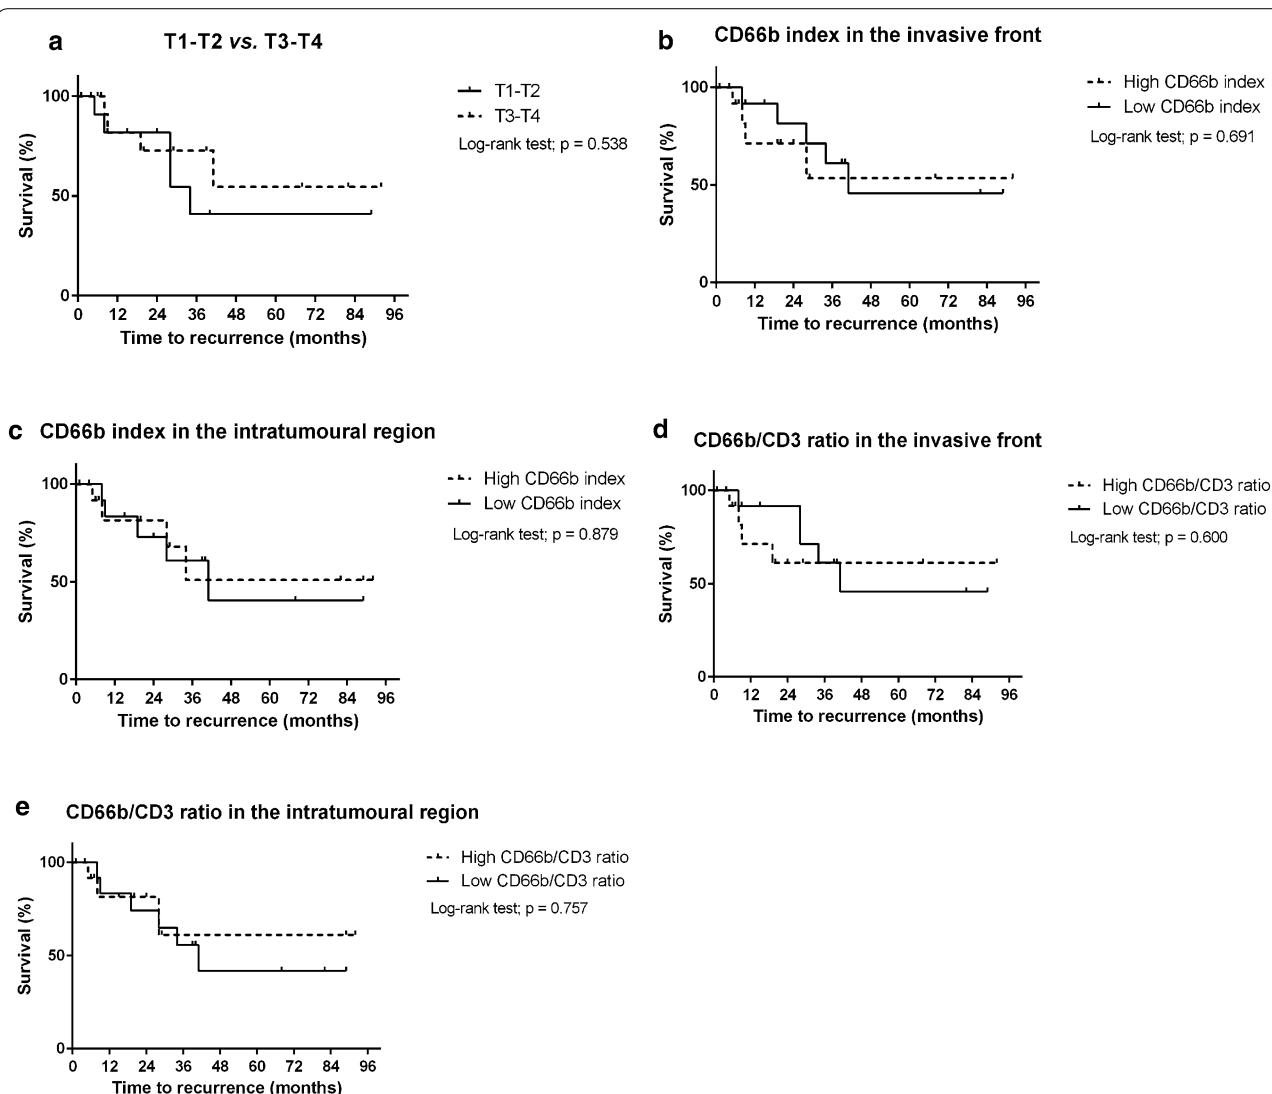 a T1-T2 vs. T3-T4
T1-T2
T3-T4
Log-rank test; p = 0.538
Survival (%)
100
50
0
0 12 24 36 48 60 72 84 96
Time to recurrence (months)
b CD66b index in the invasive front
High CD66b index
Low CD66b index
Log-rank test; p = 0.691
Survival (%)
100
50
0
0 12 24 36 48 60 72 84 96
Time to recurrence (months)
c CD66b index in the intratumoural region
High CD66b index
Low CD66b index
Log-rank test; p = 0.879
Survival (%)
100
50
0
0 12 24 36 48 60 72 84 96
Time to recurrence (months)
d CD66b/CD3 ratio in the invasive front
High CD66b/CD3 ratio
Low CD66b/CD3 ratio
Log-rank test; p = 0.600
Survival (%)
100
50
0
0 12 24 36 48 60 72 84 96
Time to recurrence (months)
e CD66b/CD3 ratio in the intratumoural region
High CD66b/CD3 ratio
Low CD66b/CD3 ratio
Log-rank test; p = 0.757
Survival (%)
100
50
0
0 12 24 36 48 60 72 84 96
Time to recurrence (months)